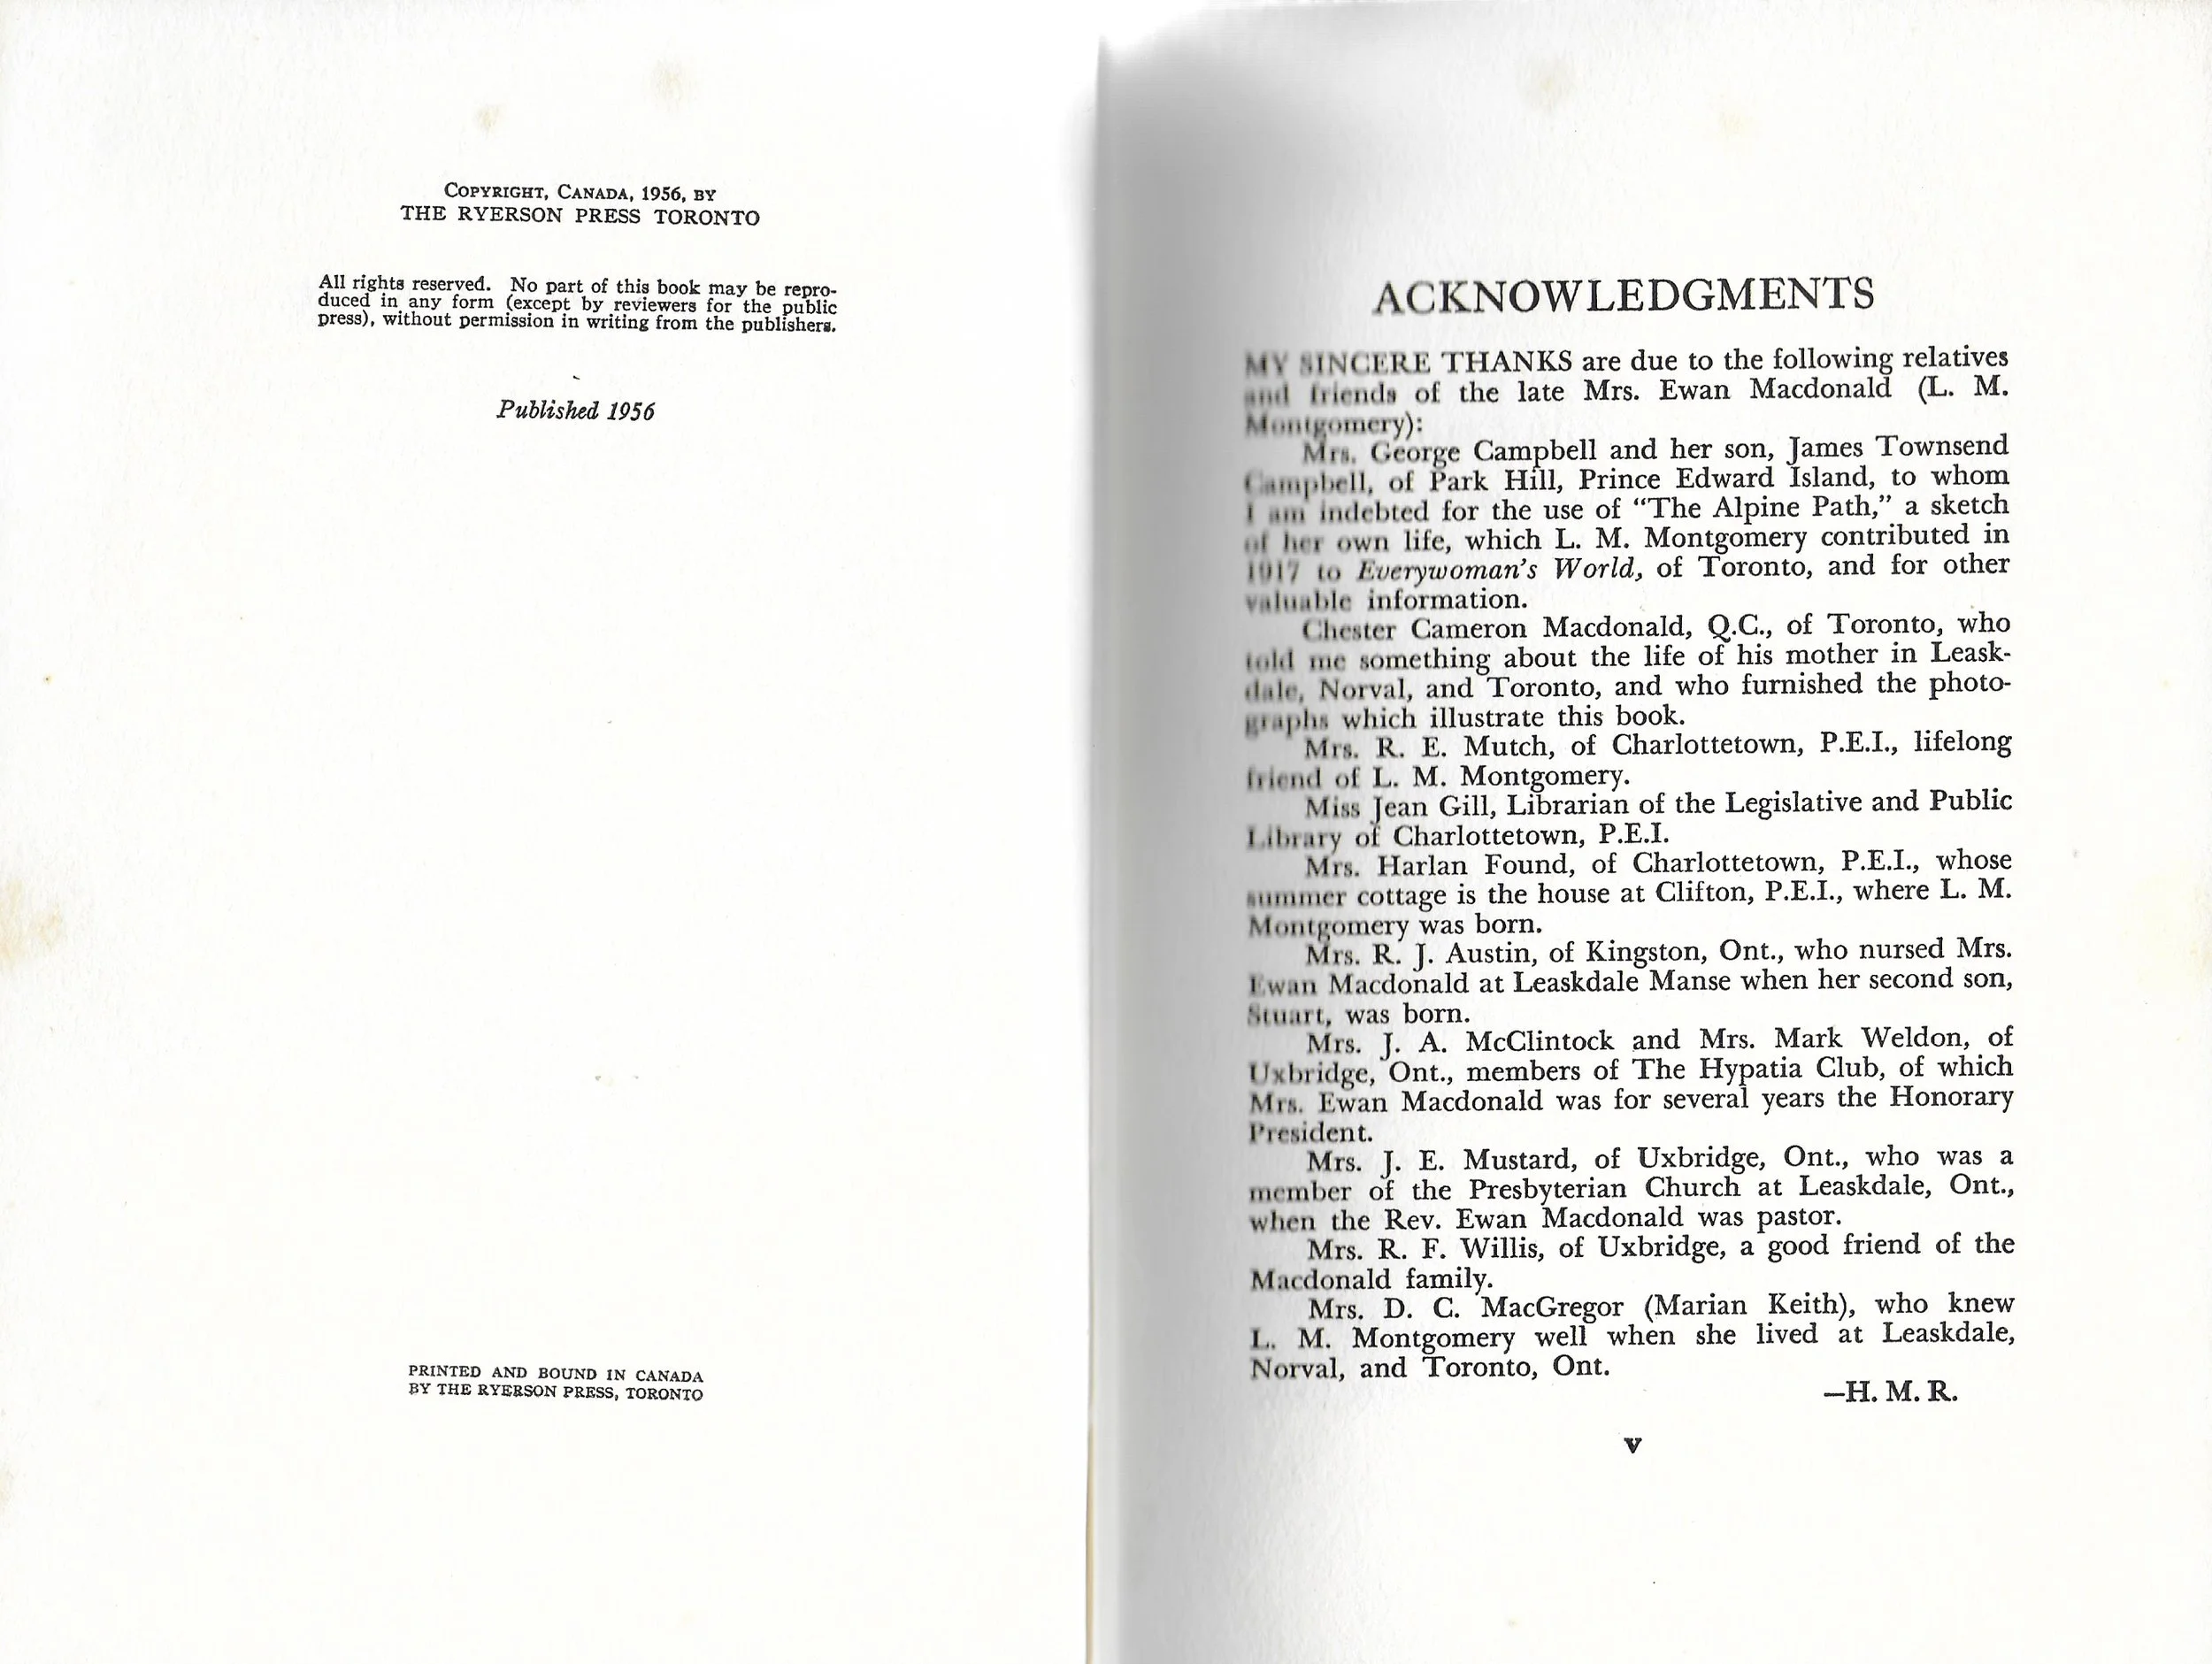 COPYRIGHT, CANADA, 1956, BY
THE RYERSON PRESS TORONTO
All rights reserved. No part of this book may be repro-
duced in any form (except by reviewers for the public
press), without permission in writing from the publishers.
Published 1956
PRINTED AND BOUND IN CANADA
BY THE RYERSON PRESS, TORONTO
ACKNOWLEDGMENTS
MY SINCERE THANKS are due to the following relatives
and friends of the late Mrs. Ewan Macdonald (L. M.
Montgomery):
Mrs. George Campbell and her son, James Townsend
Campbell, of Park Hill, Prince Edward Island, to whom
I am indebted for the use of “The Alpine Path,” a sketch
of her own life, which L. M. Montgomery contributed in
1917 to Everywoman's World, of Toronto, and for other
valuable information.
Chester Cameron Macdonald, Q.C., of Toronto, who
told me something about the life of his mother in Leask-
dale, Norval, and Toronto, and who furnished the photo-
graphs which illustrate this book.
Mrs. R. E. Mutch, of Charlottetown, P.E.I., lifelong
friend of L. M. Montgomery.
Miss Jean Gill, Librarian of the Legislative and Public
Library of Charlottetown, P.E.I.
Mrs. Harlan Found, of Charlottetown, P.E.I., whose
summer cottage is the house at Clifton, P.E.I., where L. M.
Montgomery was born.
Mrs. R. J. Austin, of Kingston, Ont., who nursed Mrs.
Ewan Macdonald at Leaskdale Manse when her second son,
Stuart, was born.
Mrs. J. A. McClintock and Mrs. Mark Weldon, of
Uxbridge, Ont., members of The Hypatia Club, of which
Mrs. Ewan Macdonald was for several years the Honorary
President.
Mrs. J. E. Mustard, of Uxbridge, Ont., who was a
member of the Presbyterian Church at Leaskdale, Ont.,
when the Rev. Ewan Macdonald was pastor.
Mrs. R. F. Willis, of Uxbridge, a good friend of the
Macdonald family.
Mrs. D. C. MacGregor (Marian Keith), who knew
L. M. Montgomery well when she lived at Leaskdale,
Norval, and Toronto, Ont.
—H. M. R.
v